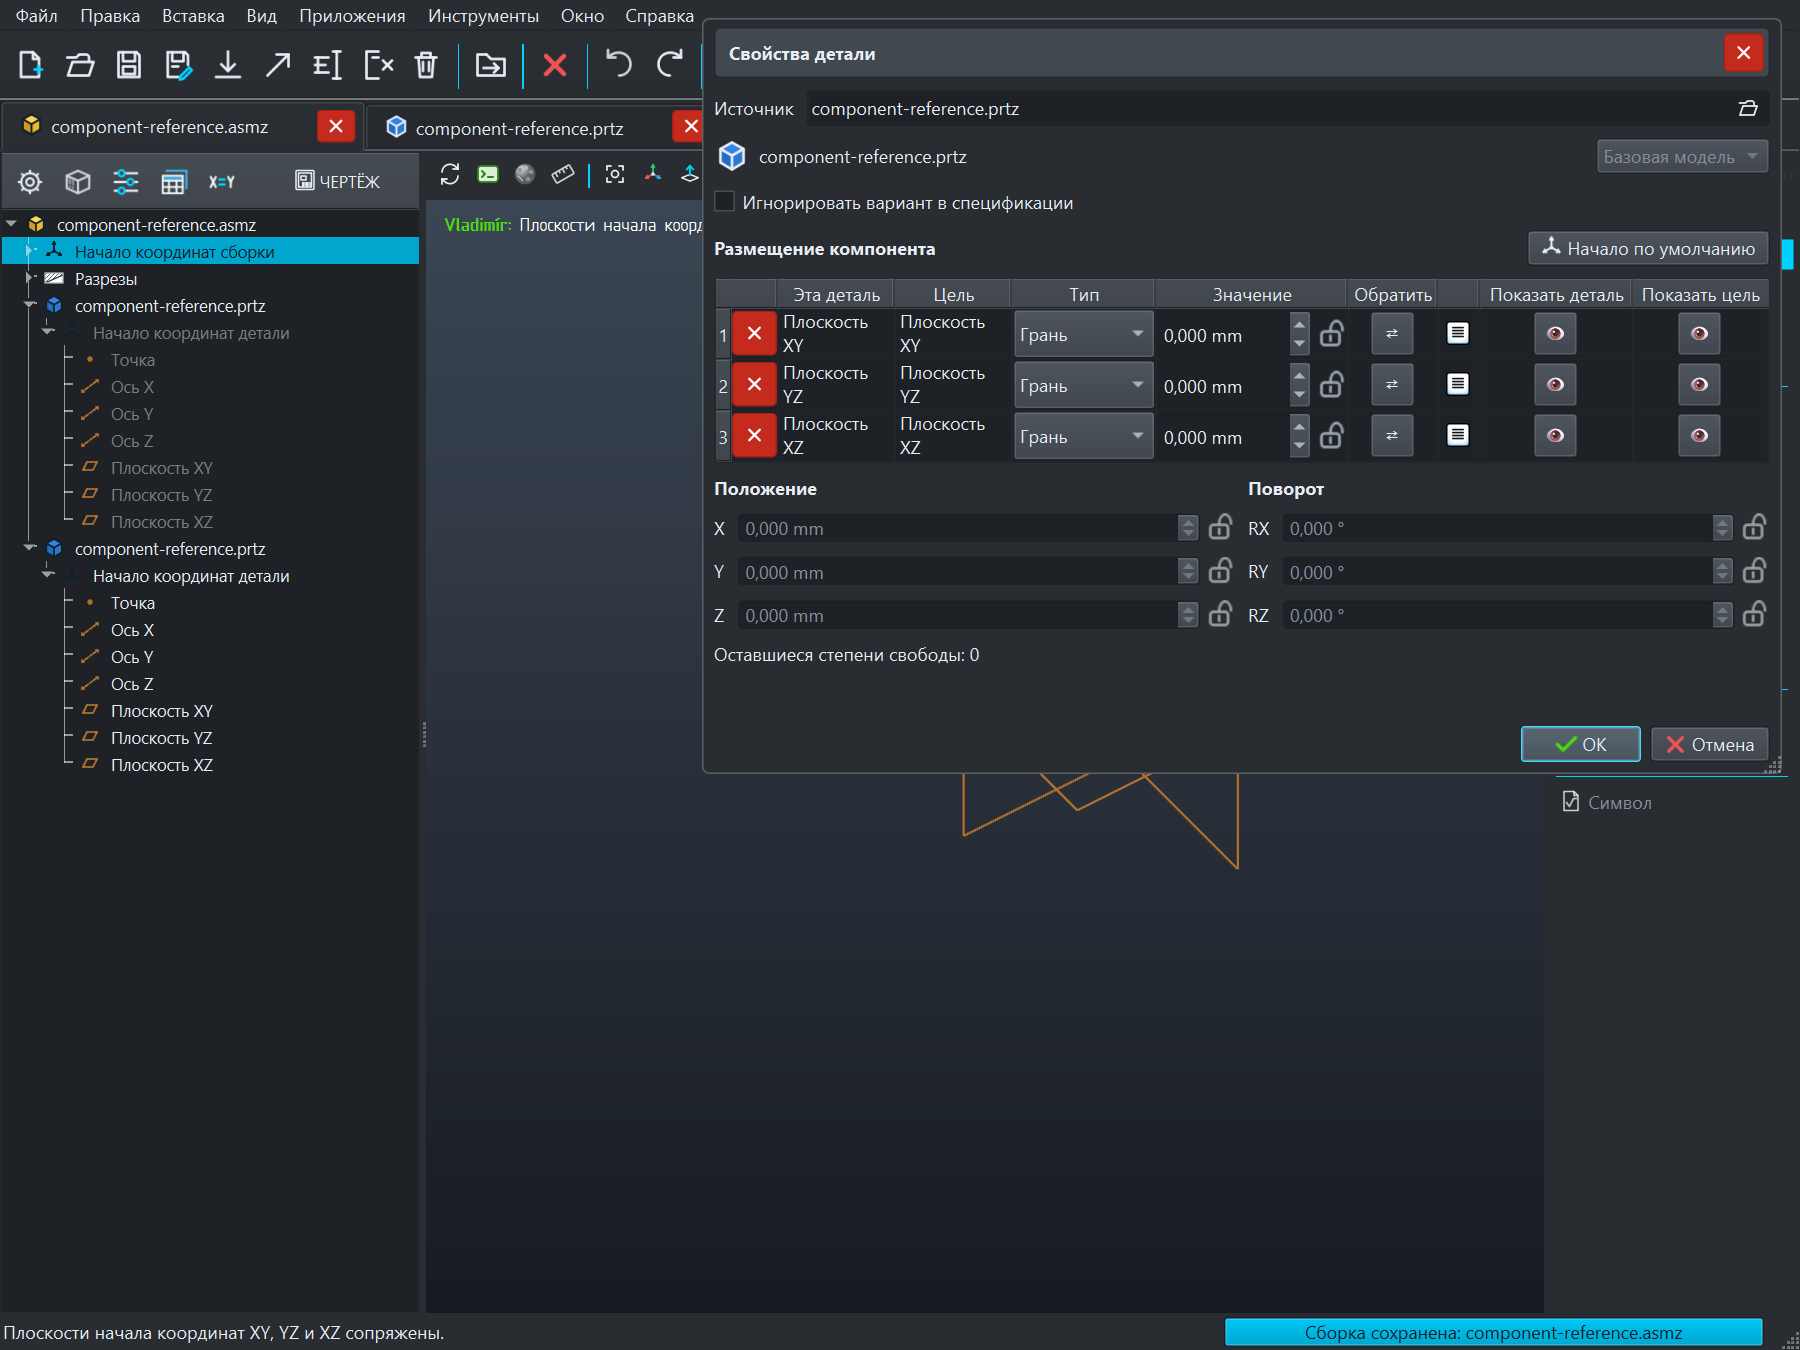 Файл Правка Вставка Вид Приложения Инструменты Окно Справка
component-reference.asmz component-reference.prtz
X=Y ЧЕРТЁЖ
component-reference.asmz
Начало координат сборки
Разрезы
component-reference.prtz
Начало координат детали
Точка
Ось X
Ось Y
Ось Z
Плоскость XY
Плоскость YZ
Плоскость XZ
component-reference.prtz
Начало координат детали
Точка
Ось X
Ось Y
Ось Z
Плоскость XY
Плоскость YZ
Плоскость XZ
Vladimír: Плоскости начала коорд
Свойства детали
Источник component-reference.prtz
component-reference.prtz Базовая модель
Игнорировать вариант в спецификации
Размещение компонента Начало по умолчанию
Эта деталь Цель Тип Значение Обратить Показать деталь Показать цель
1 Плоскость XY Плоскость XY Грань 0,000 mm
2 Плоскость YZ Плоскость YZ Грань 0,000 mm
3 Плоскость XZ Плоскость XZ Грань 0,000 mm
Положение Поворот
X 0,000 mm RX 0,000 °
Y 0,000 mm RY 0,000 °
Z 0,000 mm RZ 0,000 °
Оставшиеся степени свободы: 0
OK Отмена
Символ
Плоскости начала координат XY, YZ и XZ сопряжены.
Сборка сохранена: component-reference.asmz